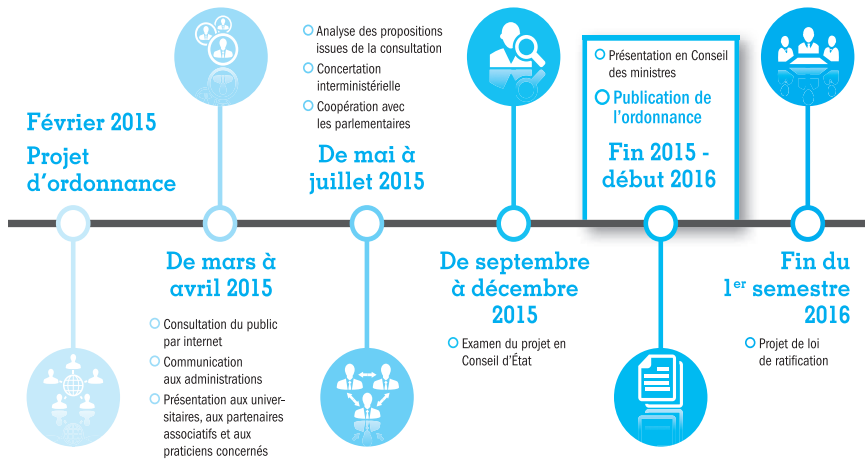 Février 2015
Projet
d’ordonnance
De mars à
avril 2015
Consultation du public
par internet
Communication
aux administrations
Présentation aux univer-
sitaires, aux partenaires
associatifs et aux
praticiens concernés
Analyse des propositions
issues de la consultation
Concertation
interministérielle
Coopération avec
les parlementaires
De mai à
juillet 2015
De septembre
à décembre
2015
Examen du projet en
Conseil d’État
Présentation en Conseil
des ministres
Publication de
l’ordonnance
Fin 2015 -
début 2016
Fin du
1er semestre
2016
Projet de loi
de ratification